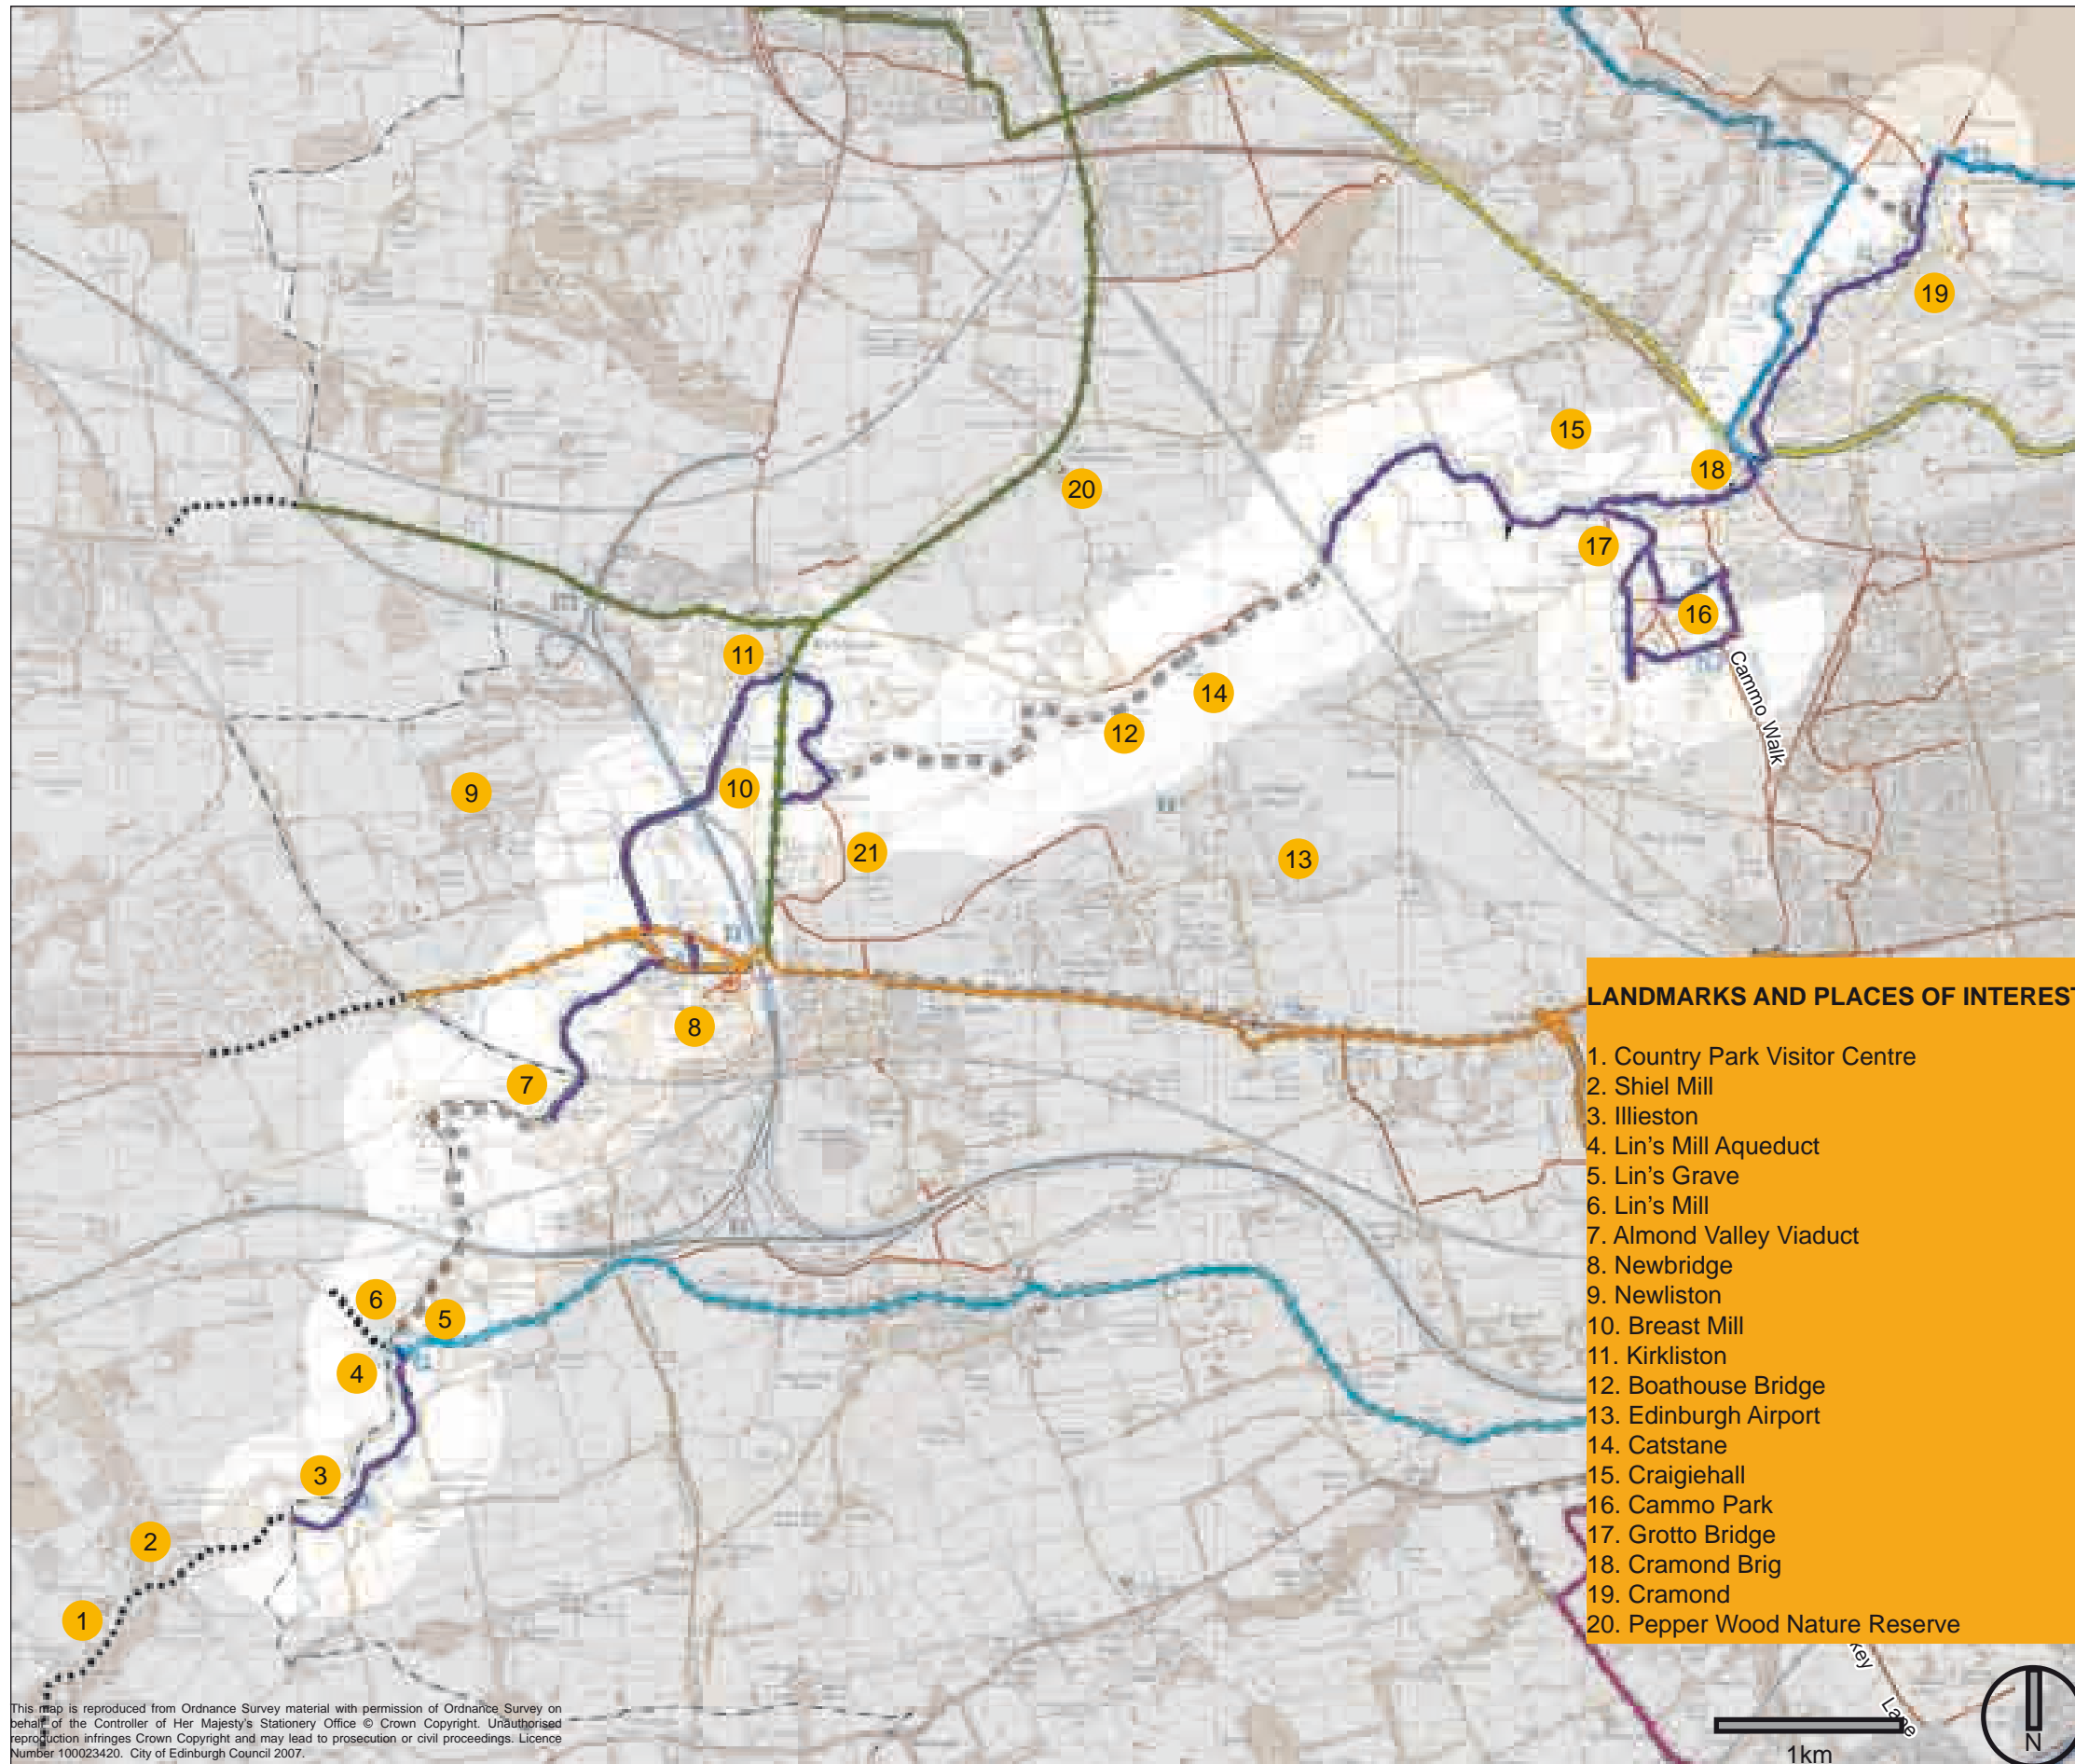 19
15
18
20
17
16
11
14
12
Cammo Walk
10
9
21
13
8
7
6
5
4
3
2
1
LANDMARKS AND PLACES OF INTEREST
1. Country Park Visitor Centre
2. Shiel Mill
3. Illieston
4. Lin's Mill Aqueduct
5. Lin's Grave
6. Lin's Mill
7. Almond Valley Viaduct
8. Newbridge
9. Newliston
10. Breast Mill
11. Kirkliston
12. Boathouse Bridge
13. Edinburgh Airport
14. Catstane
15. Craigiehall
16. Cammo Park
17. Grotto Bridge
18. Cramond Brig
19. Cramond
20. Pepper Wood Nature Reserve
key Lane
1km
N
This map is reproduced from Ordnance Survey material with permission of Ordnance Survey on
behalf of the Controller of Her Majesty's Stationery Office © Crown Copyright. Unauthorised
reproduction infringes Crown Copyright and may lead to prosecution or civil proceedings. Licence
Number 100023420. City of Edinburgh Council 2007.